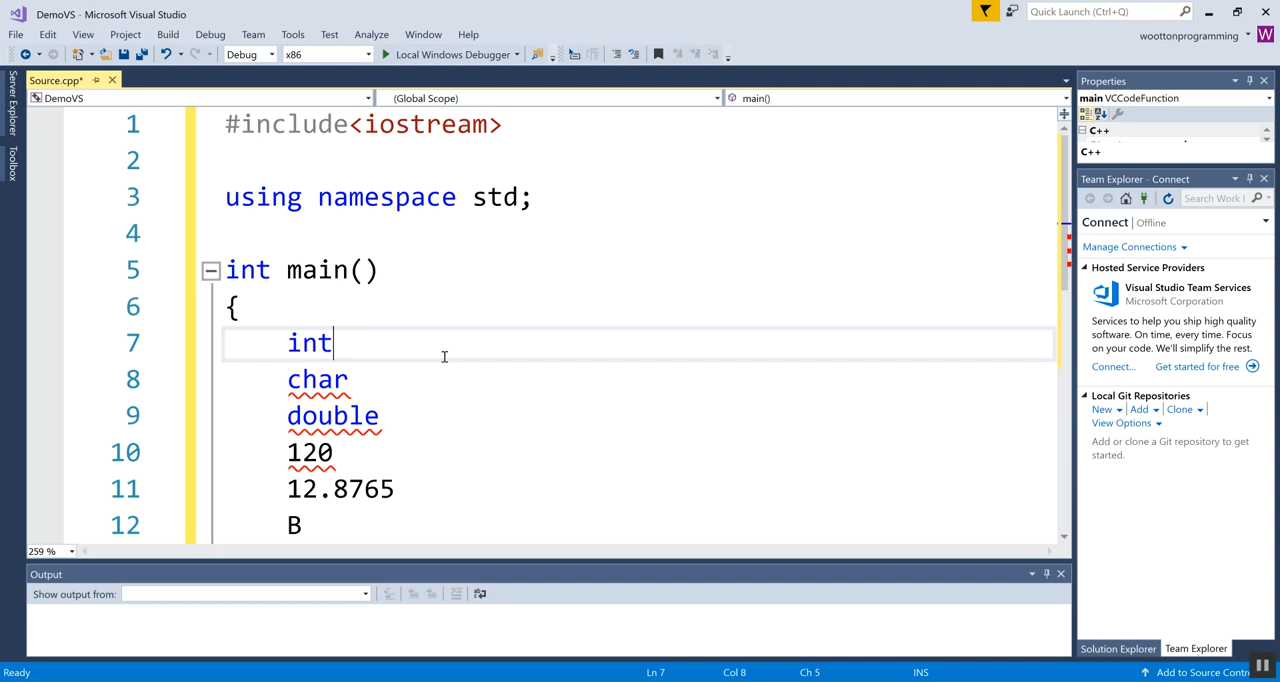 DemoVS - Microsoft Visual Studio
Quick Launch (Ctrl+Q)
File Edit View Project Build Debug Team Tools Test Analyze Window Help
woottonprogramming W
Debug x86 Local Windows Debugger
Server Explorer
Toolbox
Source.cpp*
DemoVS (Global Scope) main()
1 #include<iostream>
2
3 using namespace std;
4
5 int main()
6 {
7 int
8 char
9 double
10 120
11 12.8765
12 B
259 %
Output
Show output from:
Properties
main VCCodeFunction
C++
C++
Team Explorer - Connect
Search Work I
Connect | Offline
Manage Connections
Hosted Service Providers
Visual Studio Team Services
Microsoft Corporation
Services to help you ship high quality
software. On time, every time. Focus
on your code. We'll simplify the rest.
Connect... Get started for free
Local Git Repositories
New Add Clone
View Options
Add or clone a Git repository to get
started.
Solution Explorer Team Explorer
Ready Ln 7 Col 8 Ch 5 INS Add to Source Contr